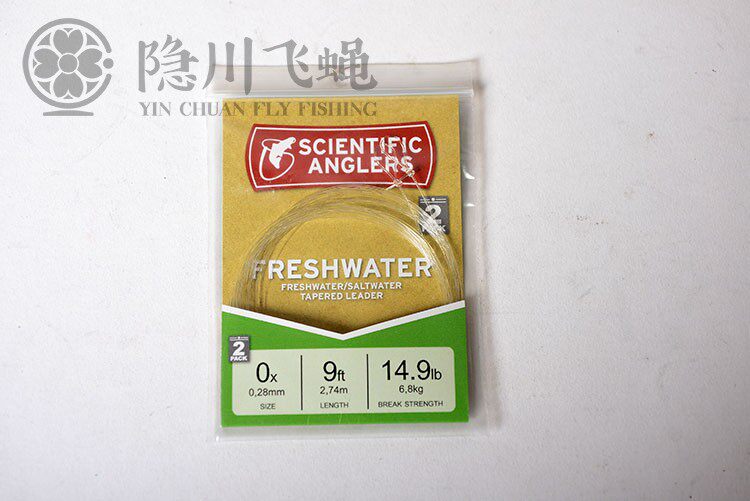 隐川飞蝇
YIN CHUAN FLY FISHING
SCIENTIFIC
ANGLERS
2
PACK
FRESHWATER
FRESHWATER/SALTWATER
TAPERED LEADER
2
PACK
0x
0,28mm
SIZE
9ft
2,74m
LENGTH
14.9lb
6,8kg
BREAK STRENGTH